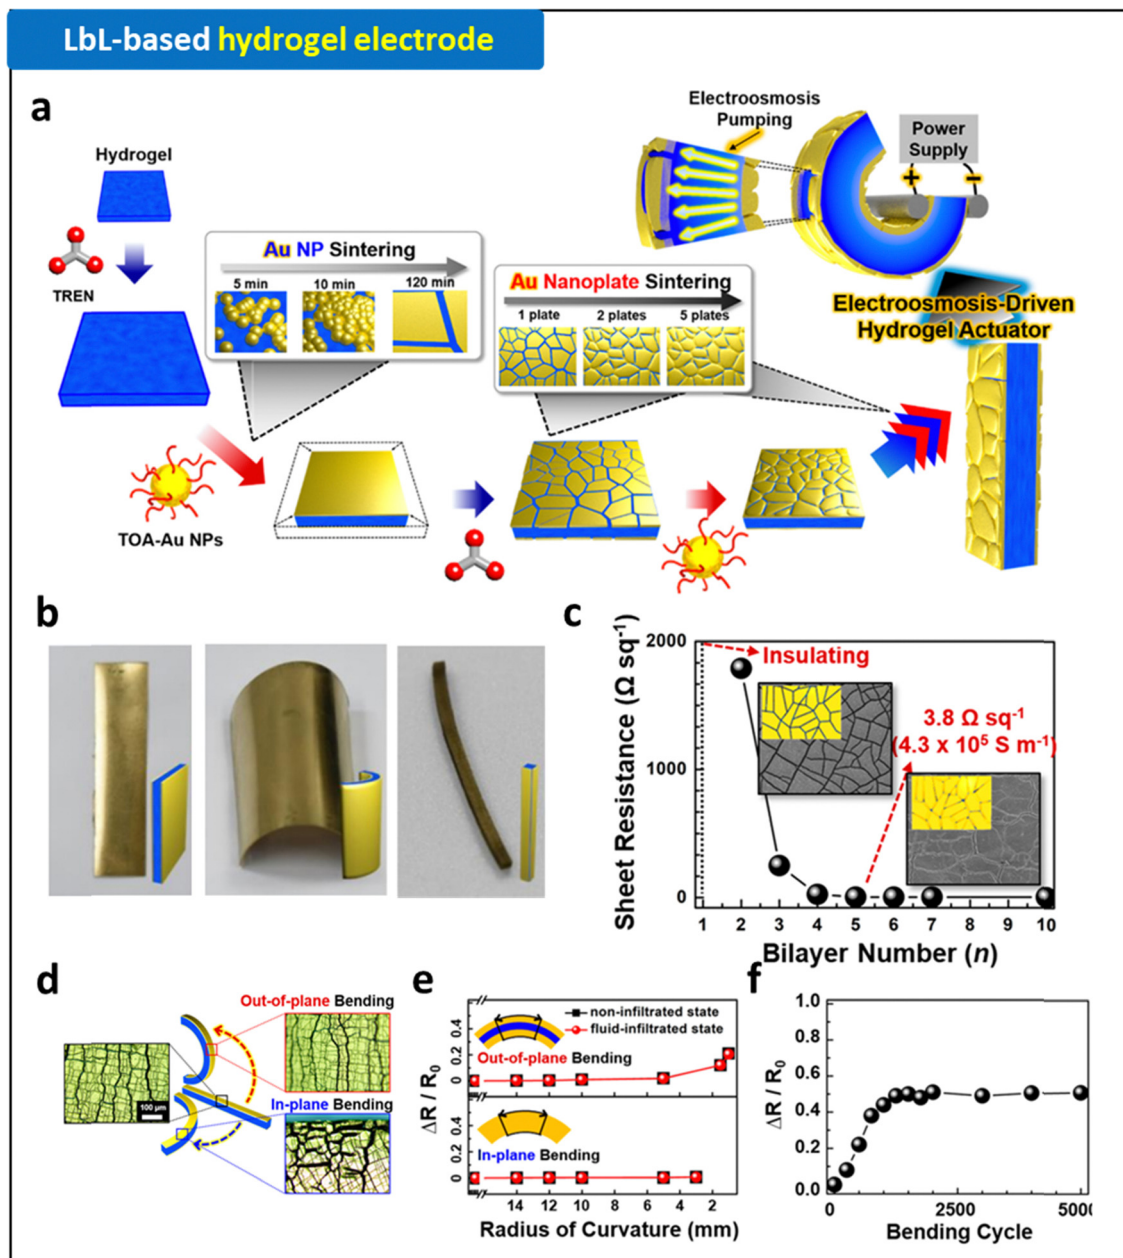 LbL-based hydrogel electrode
a
Hydrogel
TREN
Au NP Sintering
5 min
10 min
120 min
TOA-Au NPs
Au Nanoplate Sintering
1 plate
2 plates
5 plates
Electroosmosis
Pumping
Power
Supply
+
−
Electroosmosis-Driven
Hydrogel Actuator
b
c
Sheet Resistance (Ω sq⁻¹)
2000
1000
0
Insulating
3.8 Ω sq⁻¹
(4.3 x 10⁵ S m⁻¹)
1 2 3 4 5 6 7 8 9 10
Bilayer Number (n)
d
Out-of-plane Bending
100 μm
In-plane Bending
e
ΔR / R₀
0.4
0.2
0
non-infiltrated state
fluid-infiltrated state
Out-of-plane Bending
0.4
0.2
0
In-plane Bending
14 12 10 8 6 4 2
Radius of Curvature (mm)
f
ΔR / R₀
1.0
0.8
0.6
0.4
0.2
0.0
2500 5000
Bending Cycle